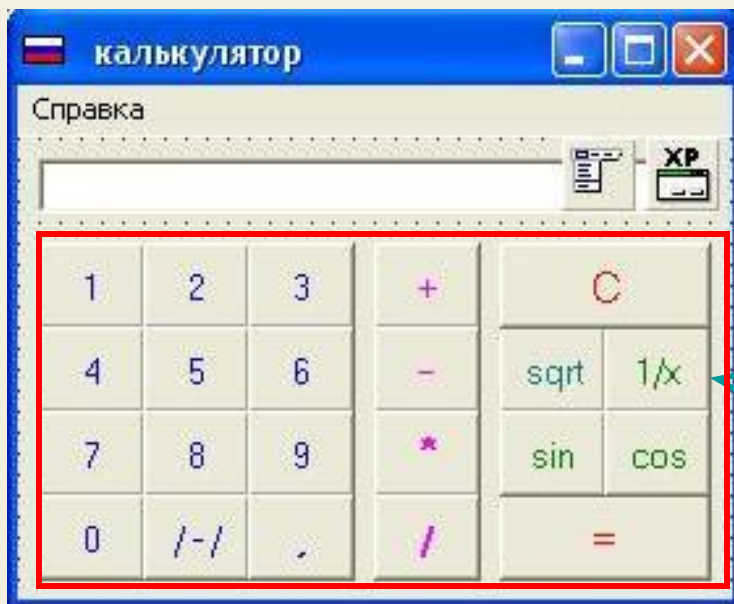 калькулятор
Справка
XP
1 2 3 + C
4 5 6 - sqrt 1/x
7 8 9 * sin cos
0 /-/ , / =